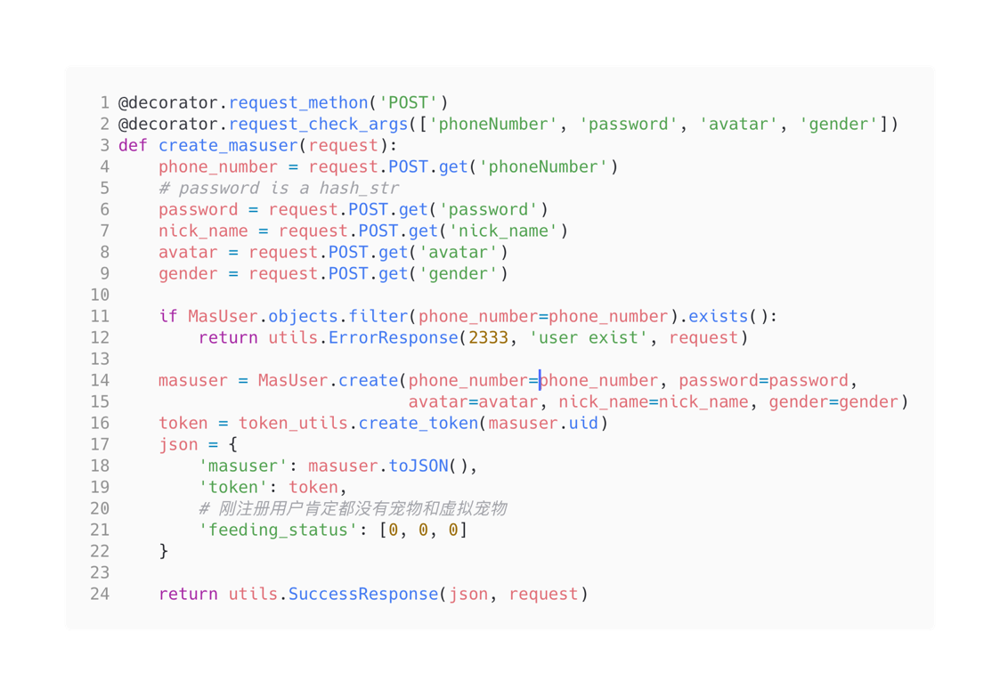 1 @decorator.request_methon('POST')
2 @decorator.request_check_args(['phoneNumber', 'password', 'avatar', 'gender'])
3 def create_masuser(request):
4     phone_number = request.POST.get('phoneNumber')
5     # password is a hash_str
6     password = request.POST.get('password')
7     nick_name = request.POST.get('nick_name')
8     avatar = request.POST.get('avatar')
9     gender = request.POST.get('gender')
10
11     if MasUser.objects.filter(phone_number=phone_number).exists():
12         return utils.ErrorResponse(2333, 'user exist', request)
13
14     masuser = MasUser.create(phone_number=phone_number, password=password,
15                              avatar=avatar, nick_name=nick_name, gender=gender)
16     token = token_utils.create_token(masuser.uid)
17     json = {
18         'masuser': masuser.toJSON(),
19         'token': token,
20         # 刚注册用户肯定都没有宠物和虚拟宠物
21         'feeding_status': [0, 0, 0]
22     }
23
24     return utils.SuccessResponse(json, request)